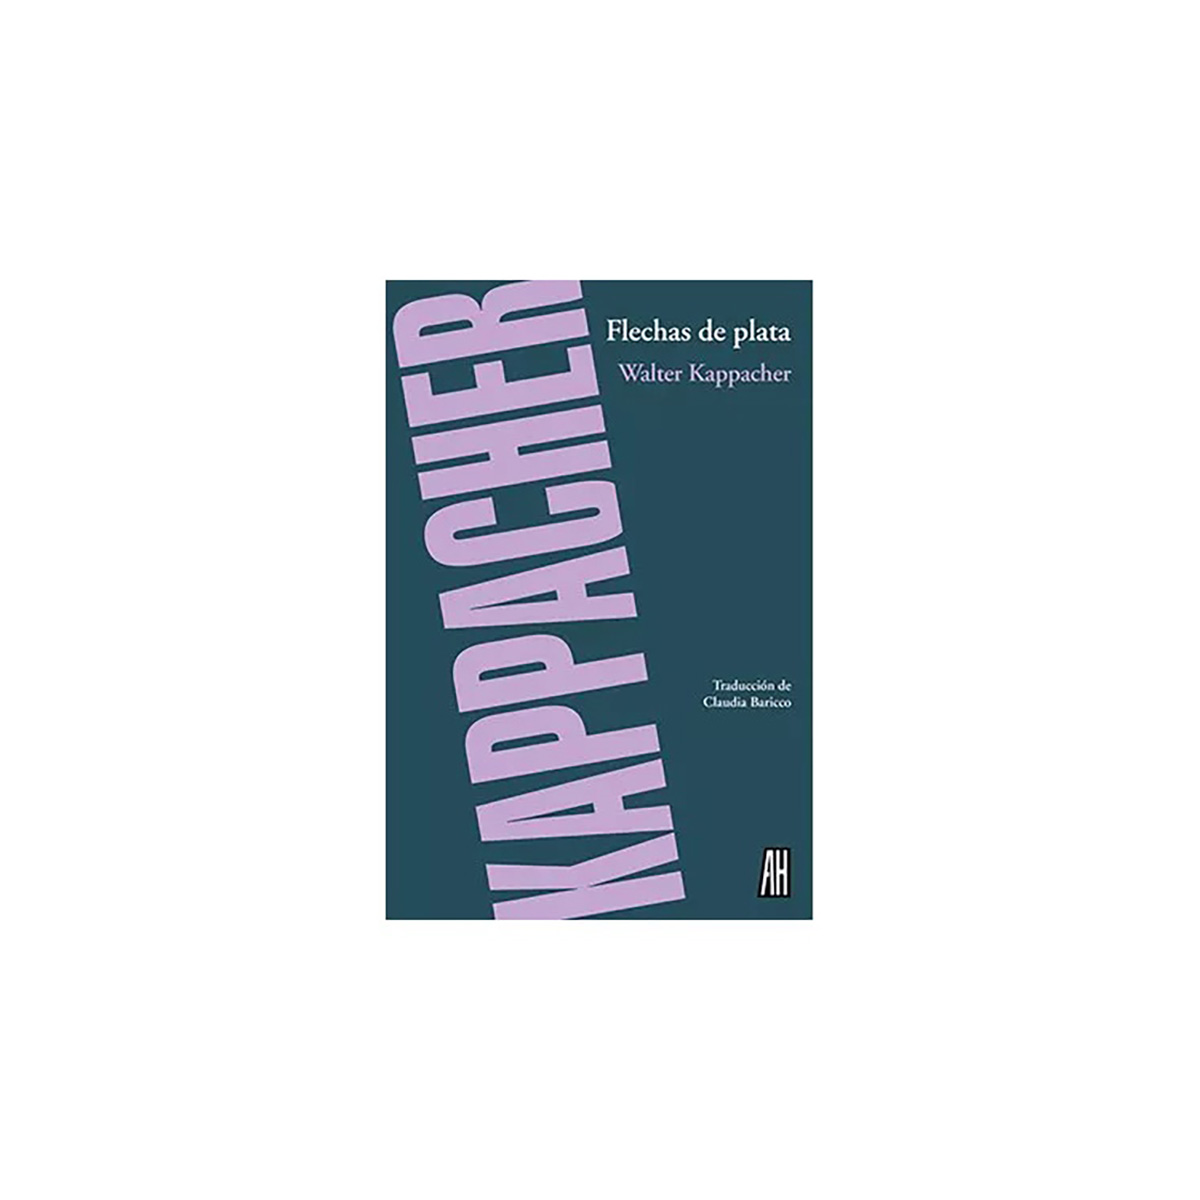 KAPPACHER
Flechas de plata
Walter Kappacher
Traducción de
Claudia Baricco
AH